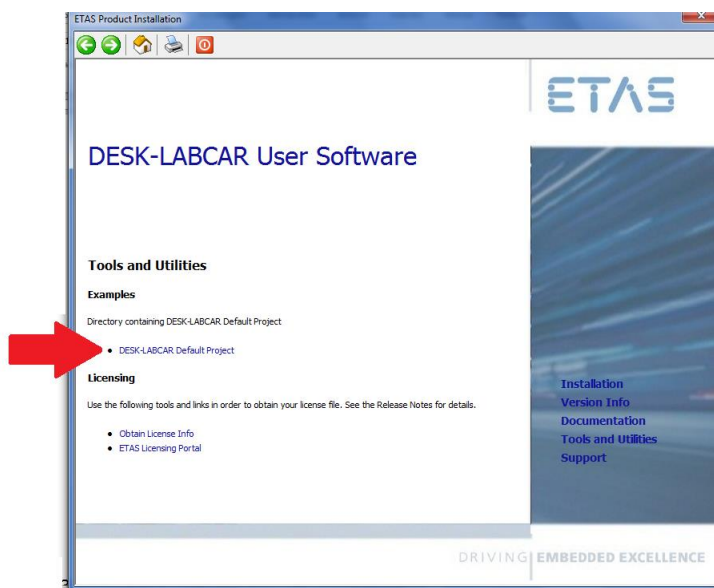 ETAS Product Installation
ETAS
DESK-LABCAR User Software
Tools and Utilities
Examples
Directory containing DESK-LABCAR Default Project
DESK-LABCAR Default Project
Licensing
Use the following tools and links in order to obtain your license file. See the Release Notes for details.
Obtain License Info
ETAS Licensing Portal
Installation
Version Info
Documentation
Tools and Utilities
Support
DRIVING EMBEDDED EXCELLENCE